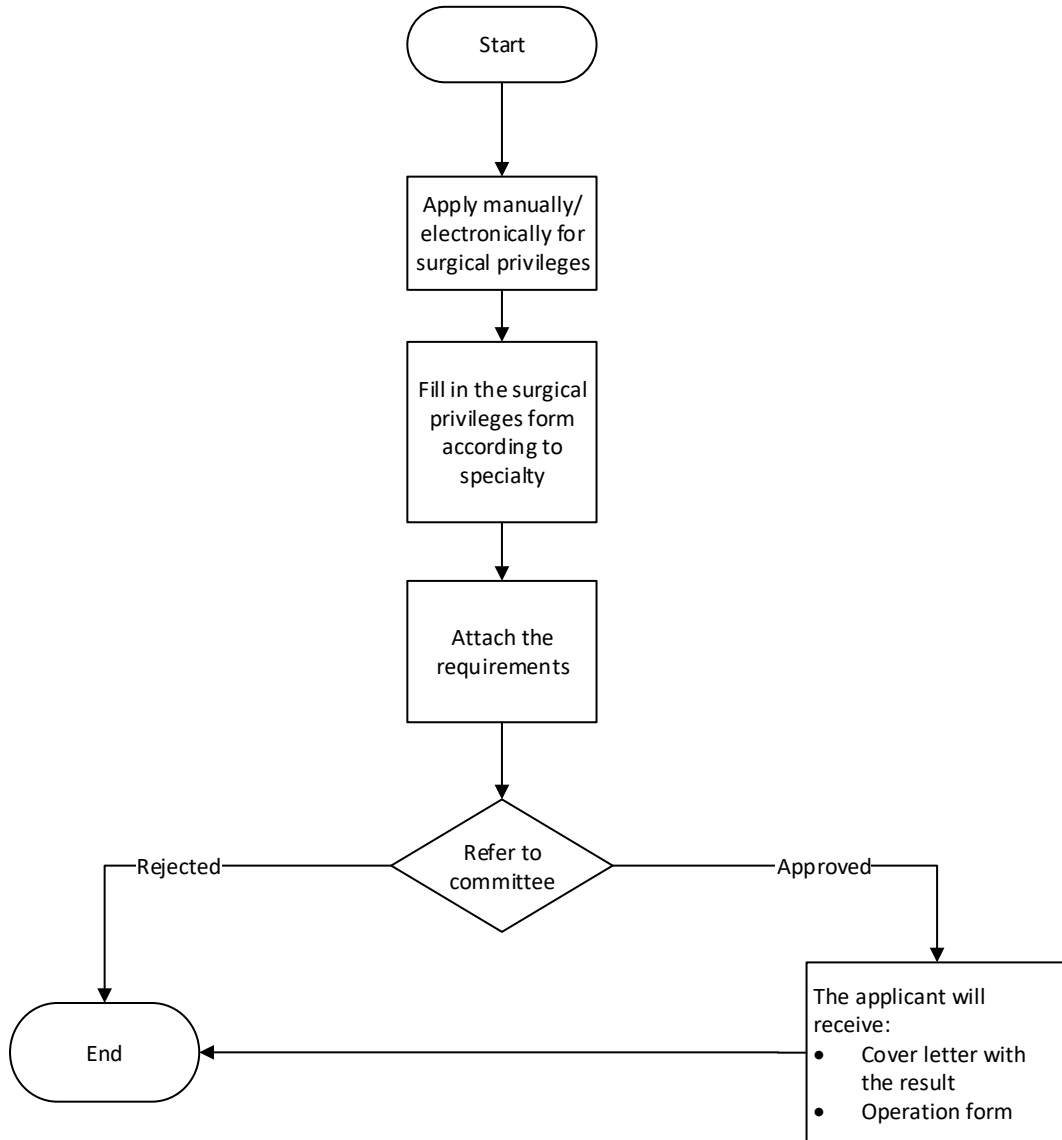 Start
Apply manually/
electronically for
surgical privileges
Fill in the surgical
privileges form
according to
specialty
Attach the
requirements
Refer to
committee
Rejected
Approved
The applicant will
receive:
• Cover letter with
the result
• Operation form
End